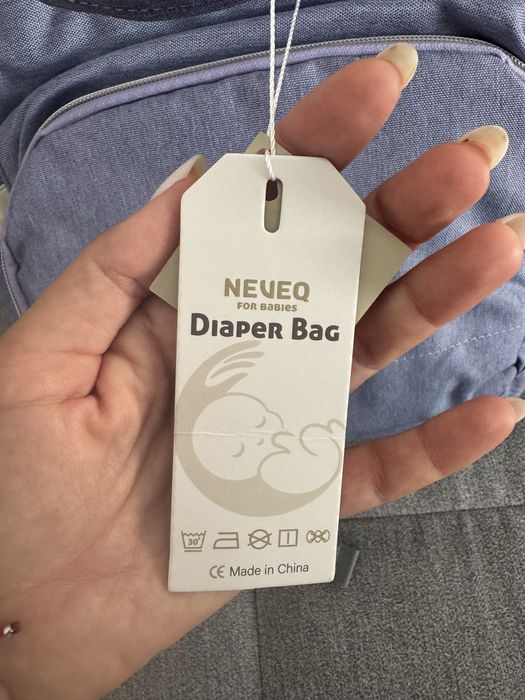 NEVEQ
FOR BABIES
DIAPER BAG
30°
CE Made in China